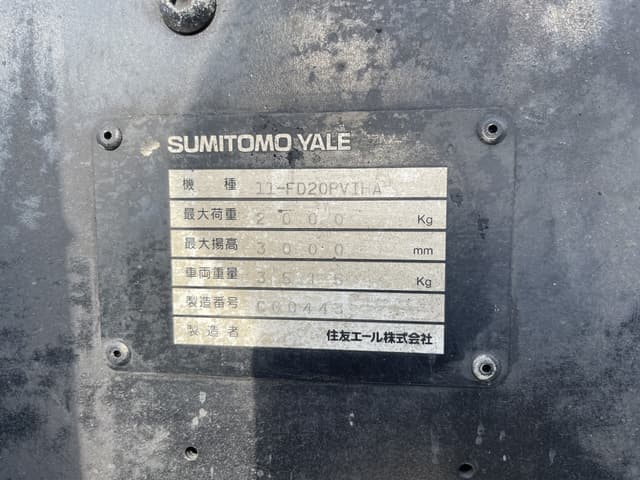 SUMITOMO YALE
機種 11-FD20PVIHA
最大荷重 2000 Kg
最大揚高 3000 mm
車両重量 3515 Kg
製造番号 C00443
製造者 住友エール株式会社